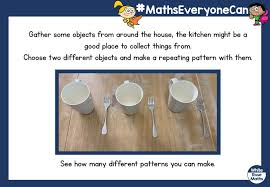 #MathsEveryoneCan
Gather some objects from around the house, the kitchen might be a
good place to collect things from.
Choose two different objects and make a repeating pattern with them.
See how many different patterns you can make.
White
Rose
Maths